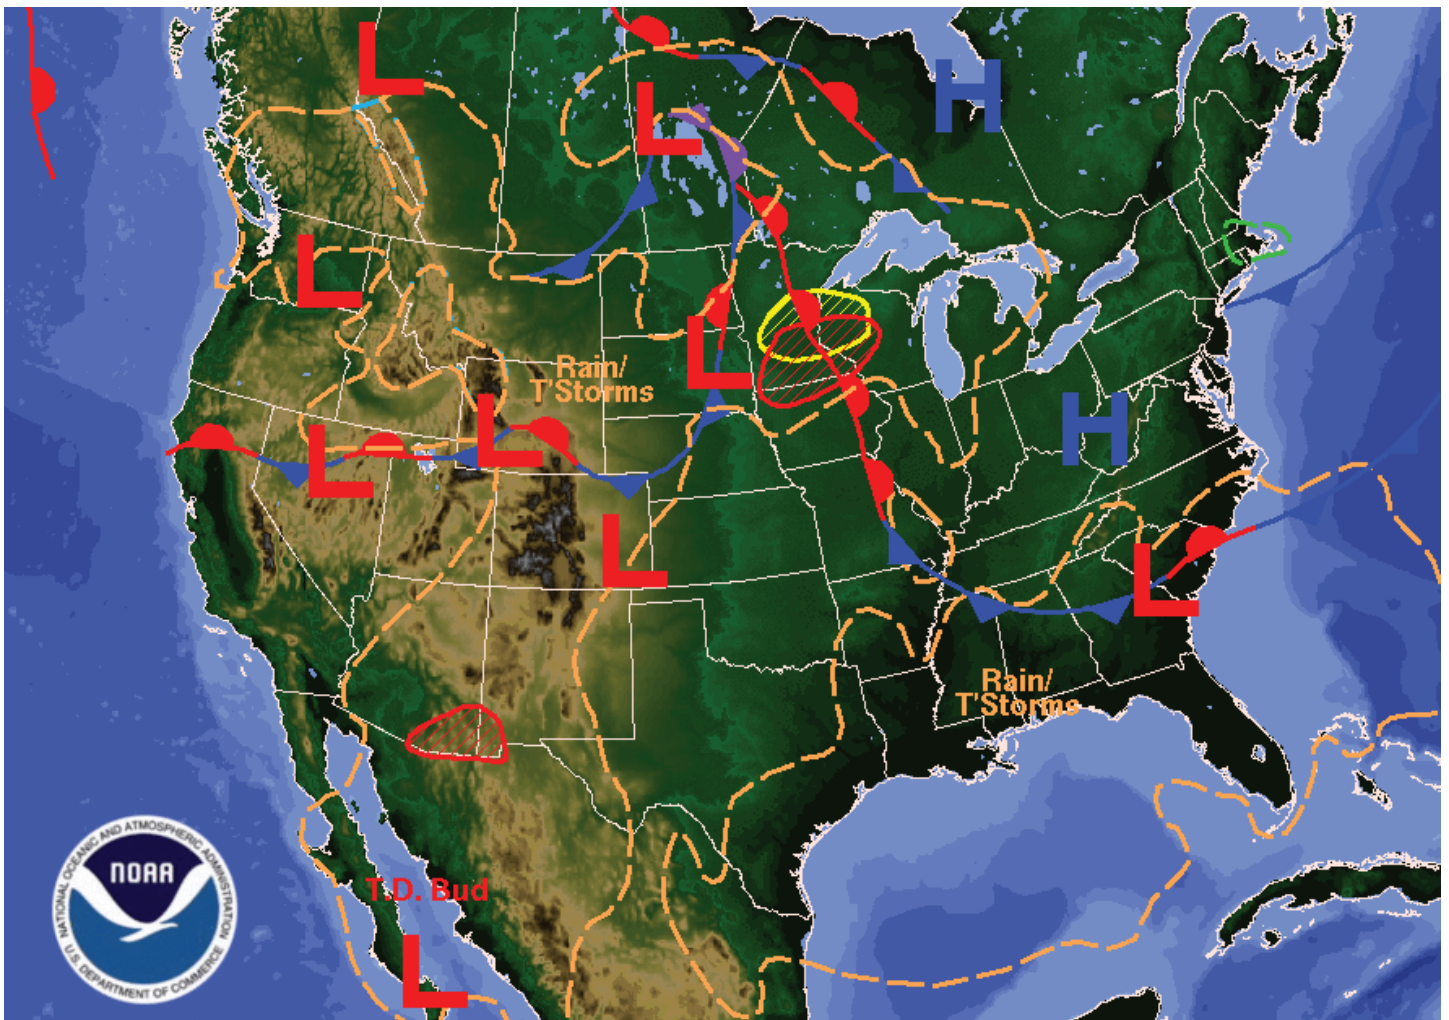 L
H
L
L
L
Rain/
T'Storms
L
H
L
L
L
Rain/
T'Storms
NATIONAL OCEANIC AND ATMOSPHERIC ADMINISTRATION
NOAA
U.S. DEPARTMENT OF COMMERCE
T.D. Bud
L